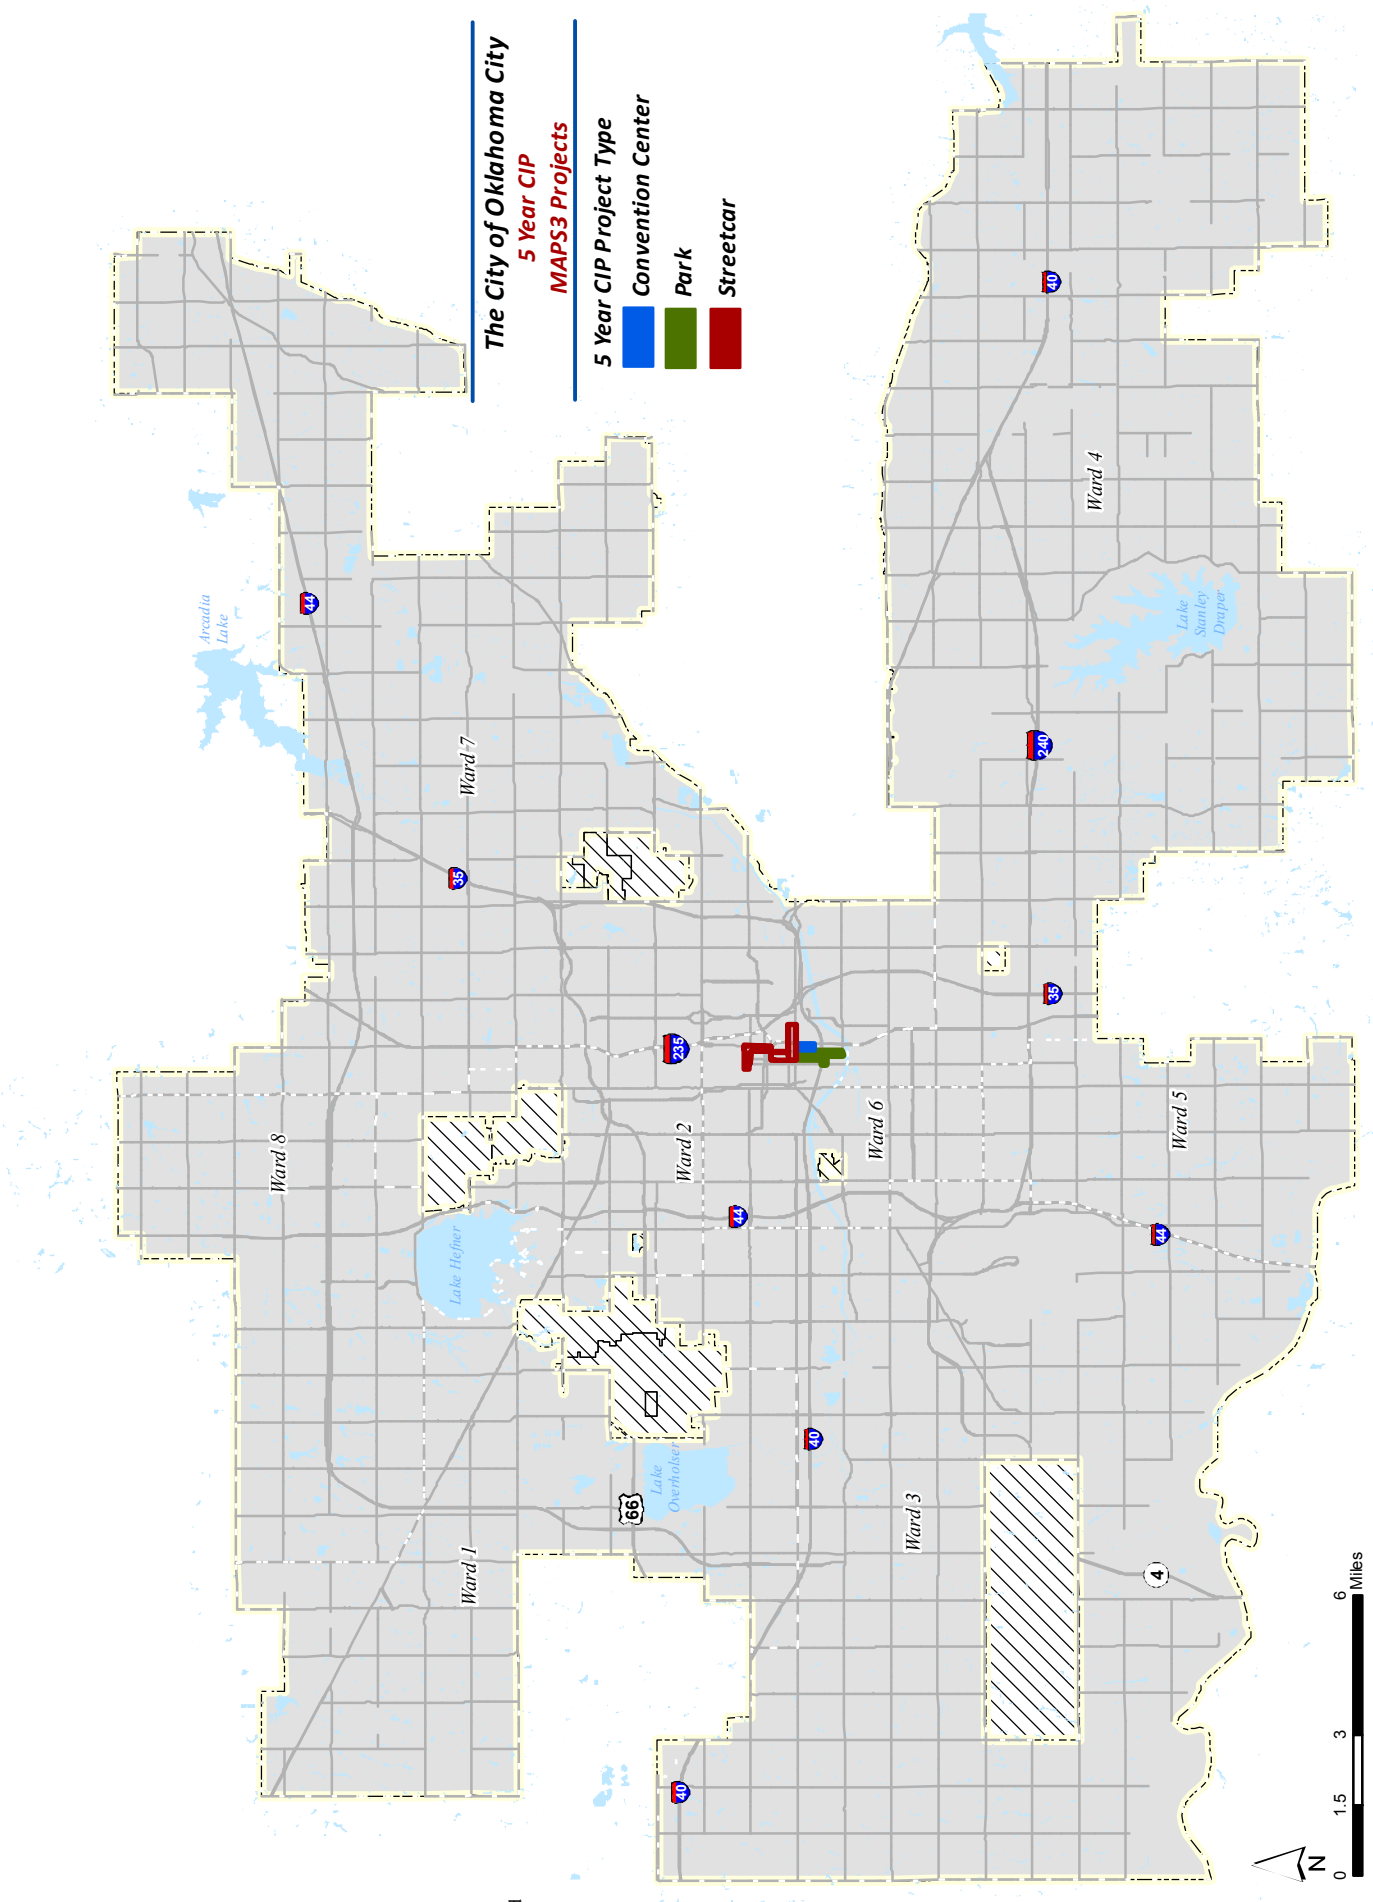 The City of Oklahoma City
5 Year CIP
MAPS3 Projects
5 Year CIP Project Type
Convention Center
Park
Streetcar
Arcadia
Lake
44
Ward 7
35
Ward 8
235
Lake Hefner
Ward 2
44
Ward 6
Ward 5
44
35
240
40
Ward 4
Lake
Stanley
Draper
66
Lake
Overholser
40
Ward 1
Ward 3
4
40
N
0
1.5
3
6
Miles